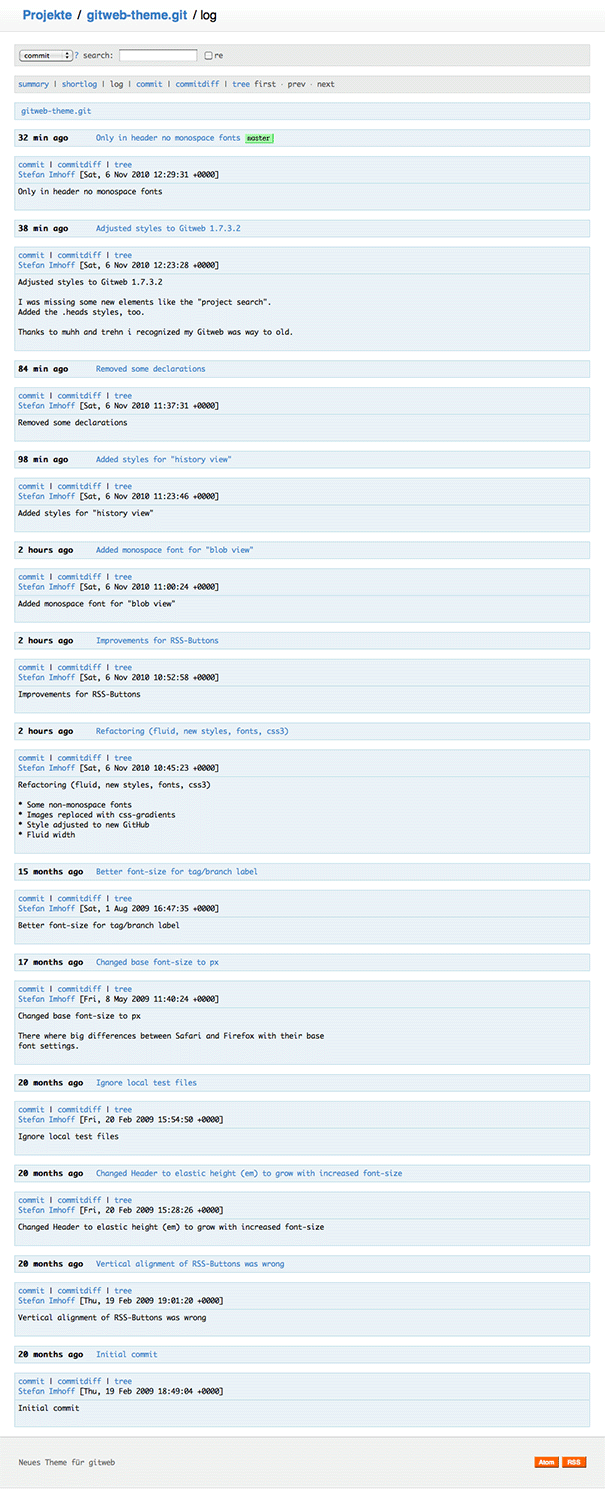 Projekte / gitweb-theme.git / log
commit ? search: re
summary | shortlog | log | commit | commitdiff | tree first · prev · next
gitweb-theme.git
32 min ago Only in header no monospace fonts master
commit | commitdiff | tree
Stefan Imhoff [Sat, 6 Nov 2010 12:29:31 +0000]
Only in header no monospace fonts
38 min ago Adjusted styles to Gitweb 1.7.3.2
commit | commitdiff | tree
Stefan Imhoff [Sat, 6 Nov 2010 12:23:28 +0000]
Adjusted styles to Gitweb 1.7.3.2
I was missing some new elements like the "project search".
Added the .heads styles, too.
Thanks to muhh and trehn i recognized my Gitweb was way to old.
84 min ago Removed some declarations
commit | commitdiff | tree
Stefan Imhoff [Sat, 6 Nov 2010 11:37:31 +0000]
Removed some declarations
98 min ago Added styles for "history view"
commit | commitdiff | tree
Stefan Imhoff [Sat, 6 Nov 2010 11:23:46 +0000]
Added styles for "history view"
2 hours ago Added monospace font for "blob view"
commit | commitdiff | tree
Stefan Imhoff [Sat, 6 Nov 2010 11:00:24 +0000]
Added monospace font for "blob view"
2 hours ago Improvements for RSS-Buttons
commit | commitdiff | tree
Stefan Imhoff [Sat, 6 Nov 2010 10:52:58 +0000]
Improvements for RSS-Buttons
2 hours ago Refactoring (fluid, new styles, fonts, css3)
commit | commitdiff | tree
Stefan Imhoff [Sat, 6 Nov 2010 10:45:23 +0000]
Refactoring (fluid, new styles, fonts, css3)
* Some non-monospace fonts
* Images replaced with css-gradients
* Style adjusted to new GitHub
* Fluid width
15 months ago Better font-size for tag/branch label
commit | commitdiff | tree
Stefan Imhoff [Sat, 1 Aug 2009 16:47:35 +0000]
Better font-size for tag/branch label
17 months ago Changed base font-size to px
commit | commitdiff | tree
Stefan Imhoff [Fri, 8 May 2009 11:40:24 +0000]
Changed base font-size to px
There where big differences between Safari and Firefox with their base
font settings.
20 months ago Ignore local test files
commit | commitdiff | tree
Stefan Imhoff [Fri, 20 Feb 2009 15:54:50 +0000]
Ignore local test files
20 months ago Changed Header to elastic height (em) to grow with increased font-size
commit | commitdiff | tree
Stefan Imhoff [Fri, 20 Feb 2009 15:28:26 +0000]
Changed Header to elastic height (em) to grow with increased font-size
20 months ago Vertical alignment of RSS-Buttons was wrong
commit | commitdiff | tree
Stefan Imhoff [Thu, 19 Feb 2009 19:01:20 +0000]
Vertical alignment of RSS-Buttons was wrong
20 months ago Initial commit
commit | commitdiff | tree
Stefan Imhoff [Thu, 19 Feb 2009 18:49:04 +0000]
Initial commit
Neues Theme für gitweb Atom RSS